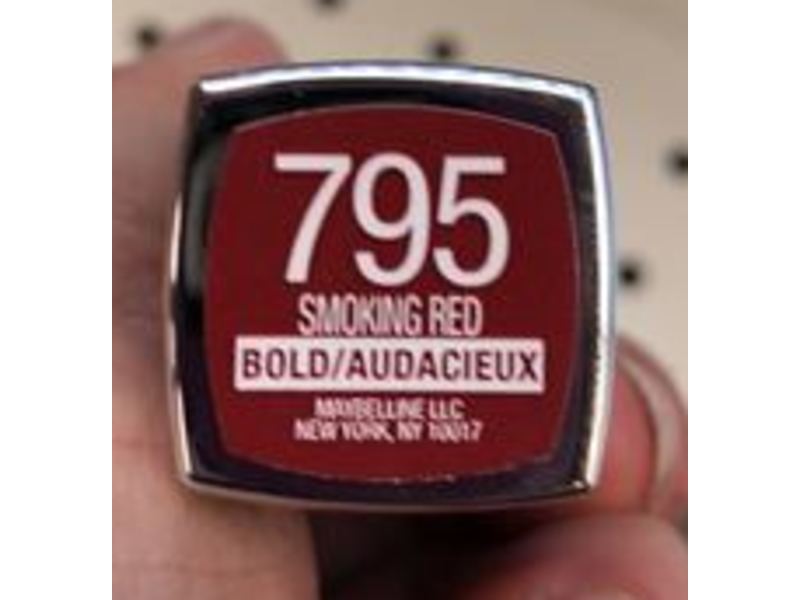 795
SMOKING RED
BOLD/AUDACIEUX
MAYBELLINE LLC
NEW YORK, NY 10017